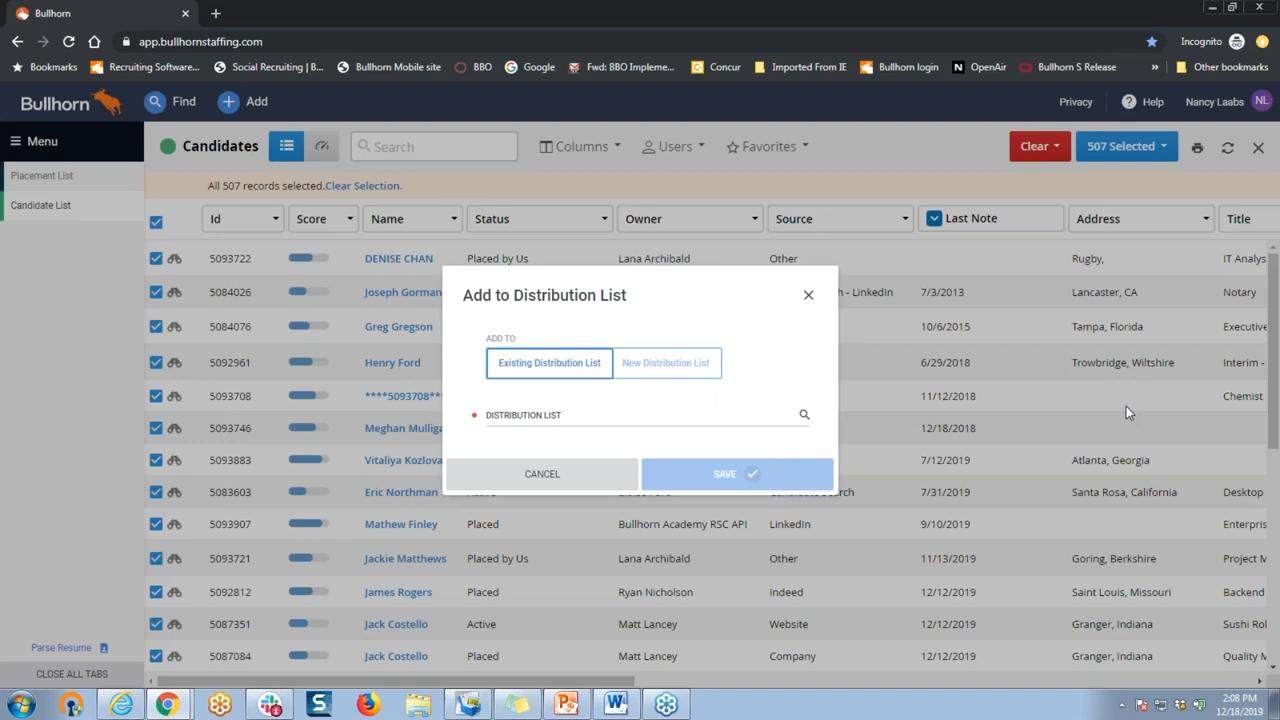 Bullhorn
app.bullhornstaffing.com
Incognito
Bookmarks Recruiting Software... Social Recruiting | B... Bullhorn Mobile site BBO Google Fwd: BBO Impleme... Concur Imported From IE Bullhorn login OpenAir Bullhorn S Release » Other bookmarks
Bullhorn Find Add Privacy Help Nancy Laabs NL
Menu
Candidates Search Columns Users Favorites Clear 507 Selected
Placement List
Candidate List
All 507 records selected.Clear Selection.
Id Score Name Status Owner Source Last Note Address Title
5093722 DENISE CHAN Placed by Us Lana Archibald Other Rugby, IT Analys
5084026 Joseph Gorman h - LinkedIn 7/3/2013 Lancaster, CA Notary
5084076 Greg Gregson 10/6/2015 Tampa, Florida Executive
5092961 Henry Ford 6/29/2018 Trowbridge, Wiltshire Interim -
5093708 ****5093708** 11/12/2018 Chemist
5093746 Meghan Mulliga 12/18/2018
5093883 Vitaliya Kozlova 7/12/2019 Atlanta, Georgia
5083603 Eric Northman 7/31/2019 Santa Rosa, California Desktop
5093907 Mathew Finley Placed Bullhorn Academy RSC API LinkedIn 9/10/2019 Enterpris
5093721 Jackie Matthews Placed by Us Lana Archibald Other 11/13/2019 Goring, Berkshire Project M
5092812 James Rogers Placed Ryan Nicholson Indeed 12/12/2019 Saint Louis, Missouri Backend
5087351 Jack Costello Active Matt Lancey Website 12/12/2019 Granger, Indiana Sushi Rol
5087084 Jack Costello Placed Matt Lancey Company 12/12/2019 Granger, Indiana Quality M
Add to Distribution List
ADD TO
Existing Distribution List New Distribution List
DISTRIBUTION LIST
CANCEL SAVE
Parse Resume
CLOSE ALL TABS
2:08 PM
12/18/2019